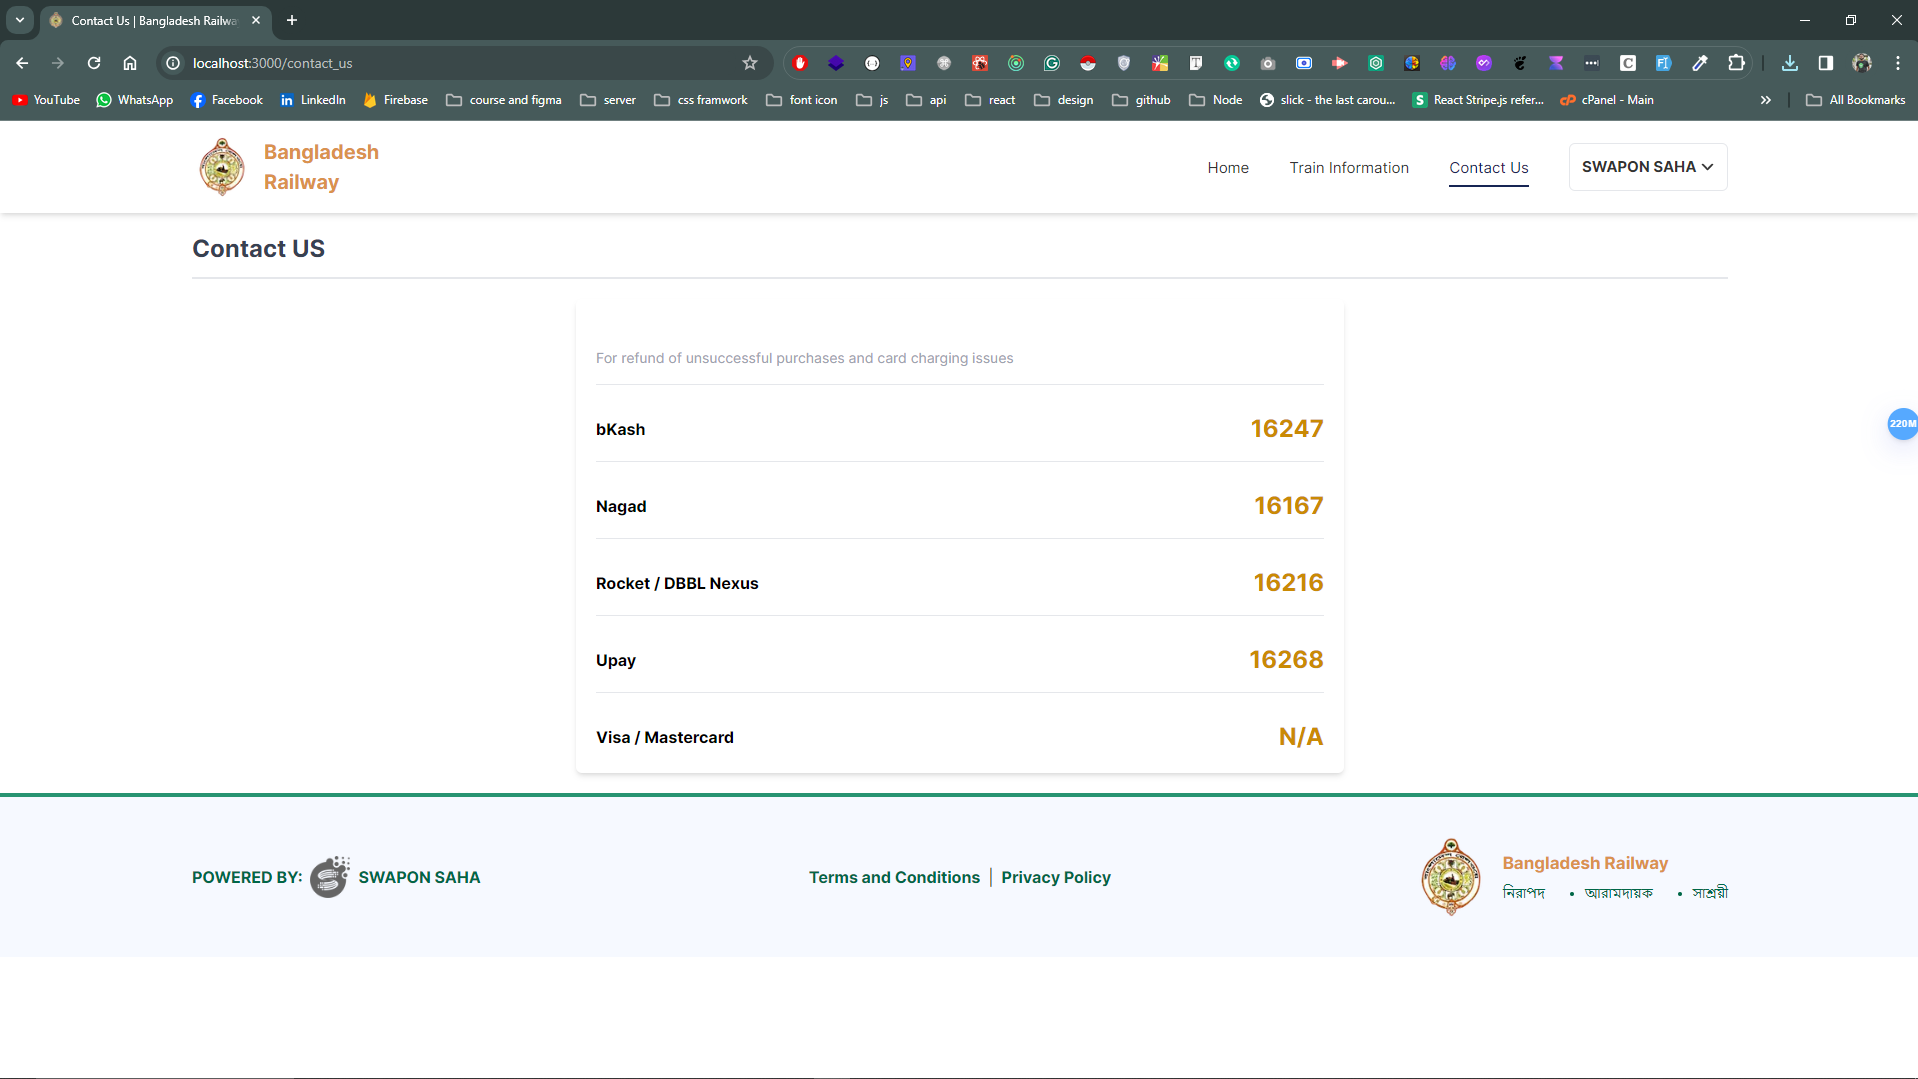 Contact Us | Bangladesh Railwa
localhost:3000/contact_us
YouTube WhatsApp Facebook LinkedIn Firebase course and figma server css framwork font icon js api react design github Node slick - the last carou... React Stripe.js refer... cPanel - Main » All Bookmarks
Bangladesh
Railway
Home Train Information Contact Us SWAPON SAHA
Contact US
For refund of unsuccessful purchases and card charging issues
bKash 16247
Nagad 16167
Rocket / DBBL Nexus 16216
Upay 16268
Visa / Mastercard N/A
220M
POWERED BY: SWAPON SAHA
Terms and Conditions | Privacy Policy
Bangladesh Railway
নিরাপদ • আরামদায়ক • সাশ্রয়ী